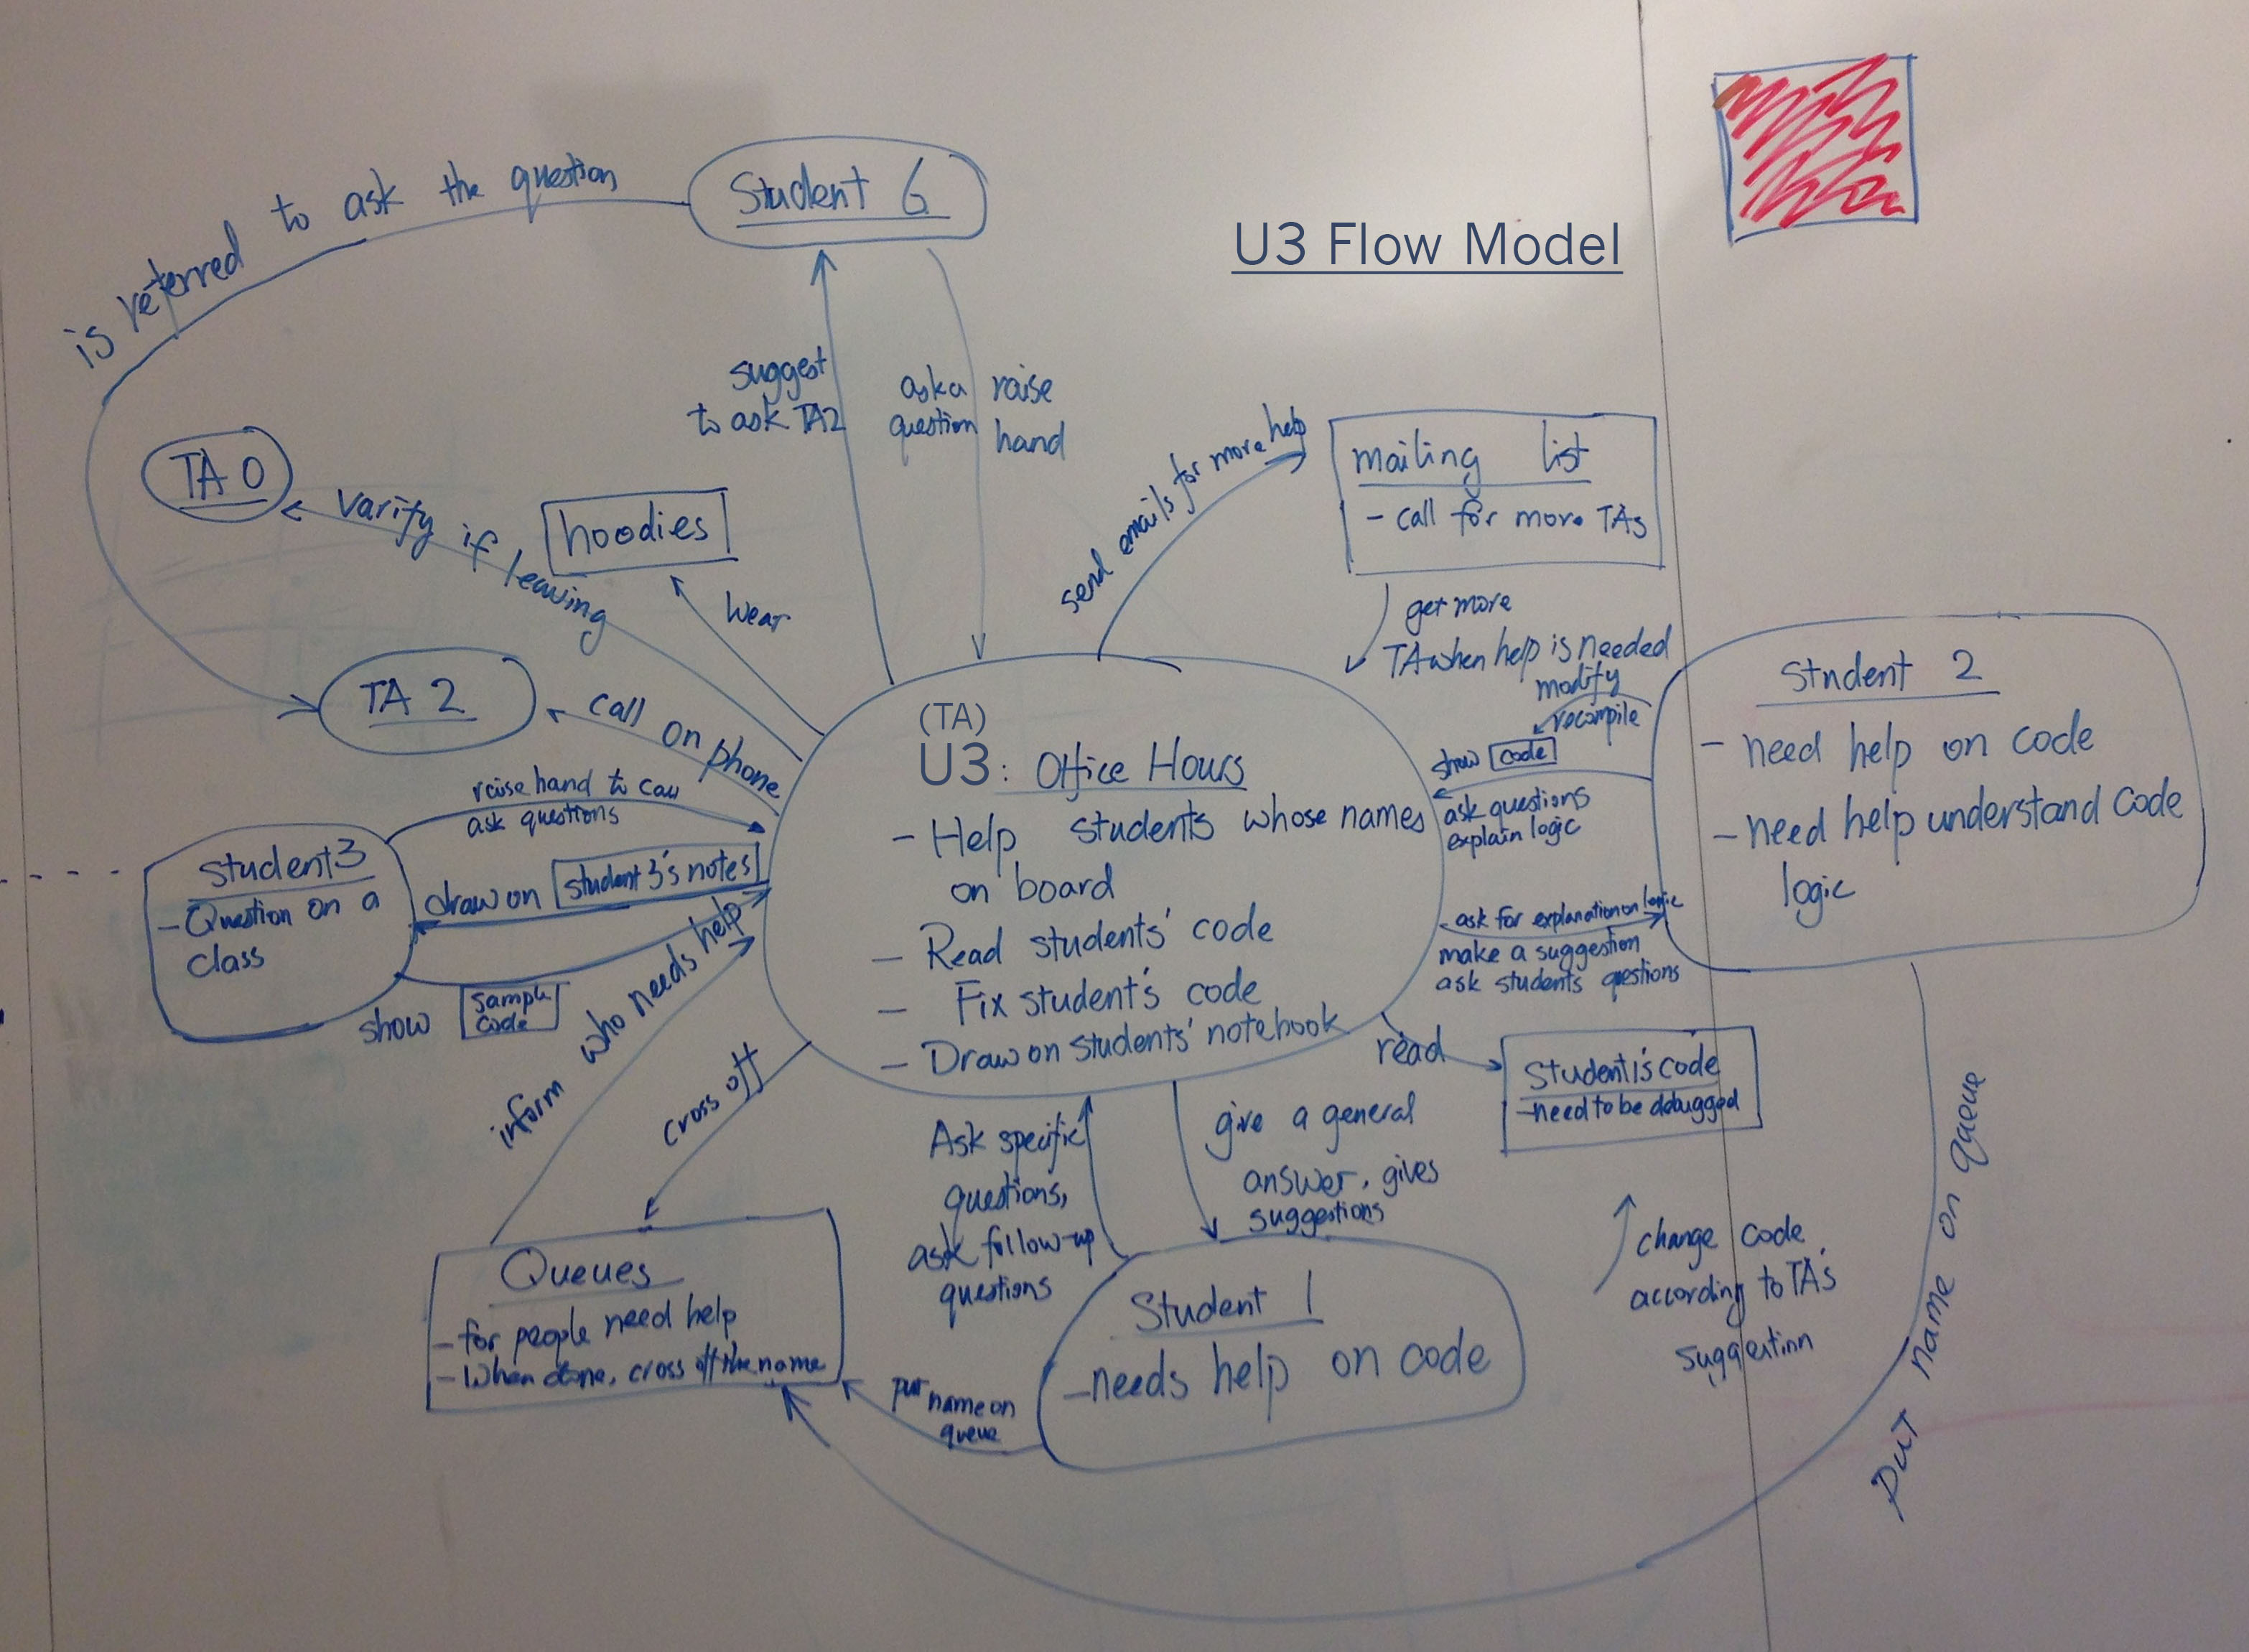 U3 Flow Model
is referred to ask the question
Student 6
suggest
to ask TA2
ask a
question
raise
hand
TA 0
varify if leaving
hoodies
wear
TA 2
call on phone
send emails for more help
mailing list
- call for more TAs
get more
TA when help is needed
modify
recompile
show code
ask questions
explain logic
Student 2
- need help on code
- need help understand code
logic
ask for explanation on logic
make a suggestion
ask students' questions
(TA)
U3: Office Hours
- Help students whose names
on board
- Read students' code
- Fix student's code
- Draw on students' notebook
raise hand to call
ask questions
Student3
- Question on a
class
draw on student3's notes
show sample
code
inform who needs help
cross off
read
Student1's code
- need to be debugged
Ask specific
questions,
ask follow-up
questions
give a general
answer, gives
suggestions
change code
according to TA's
suggestion
Queues
- for people need help
- When done, cross off the name
put name on
queue
Student 1
- needs help on code
put name on queue